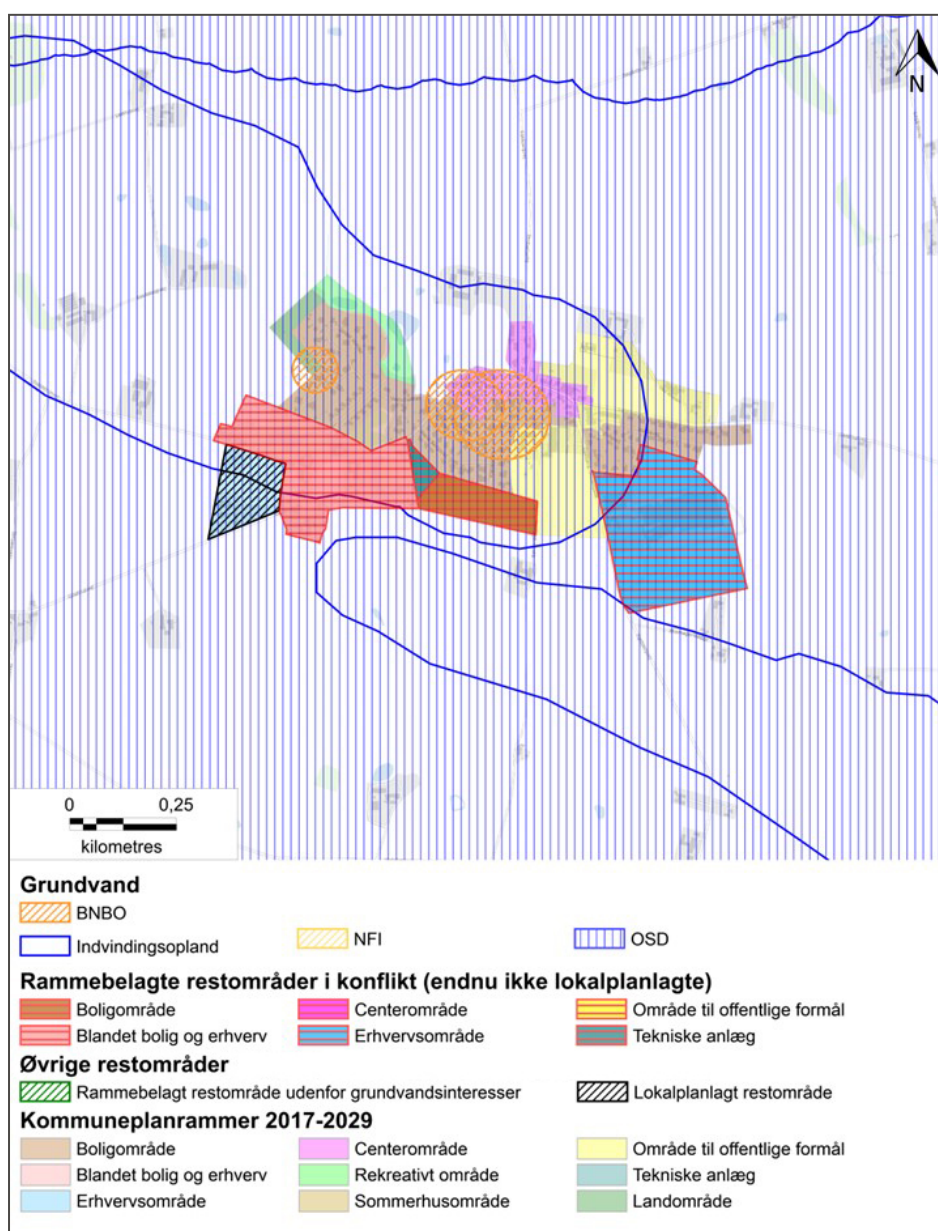 N
0 0,25
kilometres
Grundvand
BNBO
Indvindingsopland NFI OSD
Rammebelagte restområder i konflikt (endnu ikke lokalplanlagte)
Boligområde Centerområde Område til offentlige formål
Blandet bolig og erhverv Erhvervsområde Tekniske anlæg
Øvrige restområder
Rammebelagt restområde udenfor grundvandsinteresser Lokalplanlagt restområde
Kommuneplanrammer 2017-2029
Boligområde Centerområde Område til offentlige formål
Blandet bolig og erhverv Rekreativt område Tekniske anlæg
Erhvervsområde Sommerhusområde Landområde